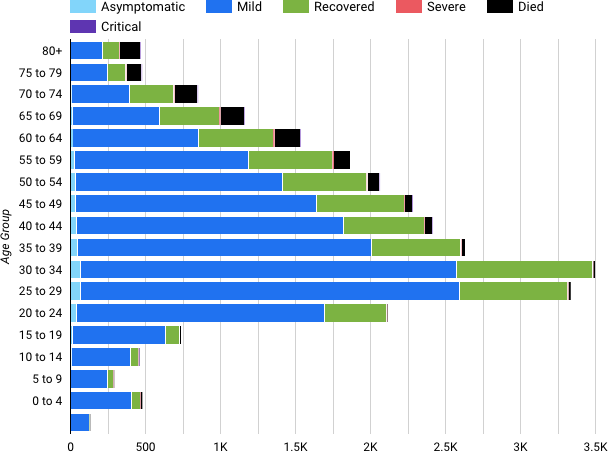 Asymptomatic Mild Recovered Severe Died
Critical
80+
75 to 79
70 to 74
65 to 69
60 to 64
55 to 59
50 to 54
45 to 49
40 to 44
35 to 39
30 to 34
25 to 29
20 to 24
15 to 19
10 to 14
5 to 9
0 to 4
Age Group
0 500 1K 1.5K 2K 2.5K 3K 3.5K